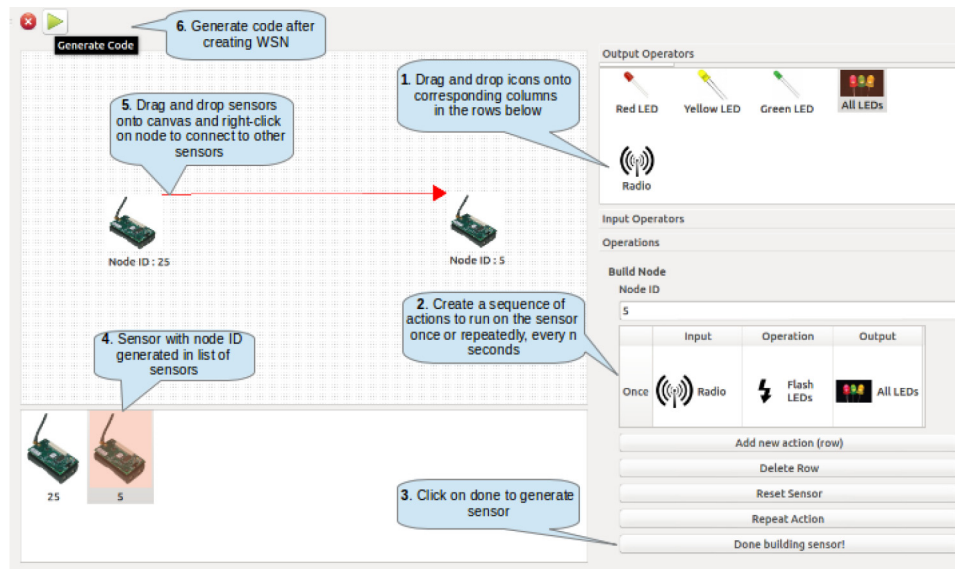 6. Generate code after
creating WSN
Generate Code
5. Drag and drop sensors
onto canvas and right-click
on node to connect to other
sensors
Node ID : 25
Node ID : 5
4. Sensor with node ID
generated in list of
sensors
25
5
1. Drag and drop icons onto
corresponding columns
in the rows below
Output Operators
Red LED
Yellow LED
Green LED
All LEDs
Radio
Input Operators
Operations
Build Node
Node ID
5
2. Create a sequence of
actions to run on the sensor
once or repeatedly, every n
seconds
Input Operation Output
Once Radio Flash
LEDs All LEDs
Add new action (row)
Delete Row
Reset Sensor
Repeat Action
Done building sensor!
3. Click on done to generate
sensor